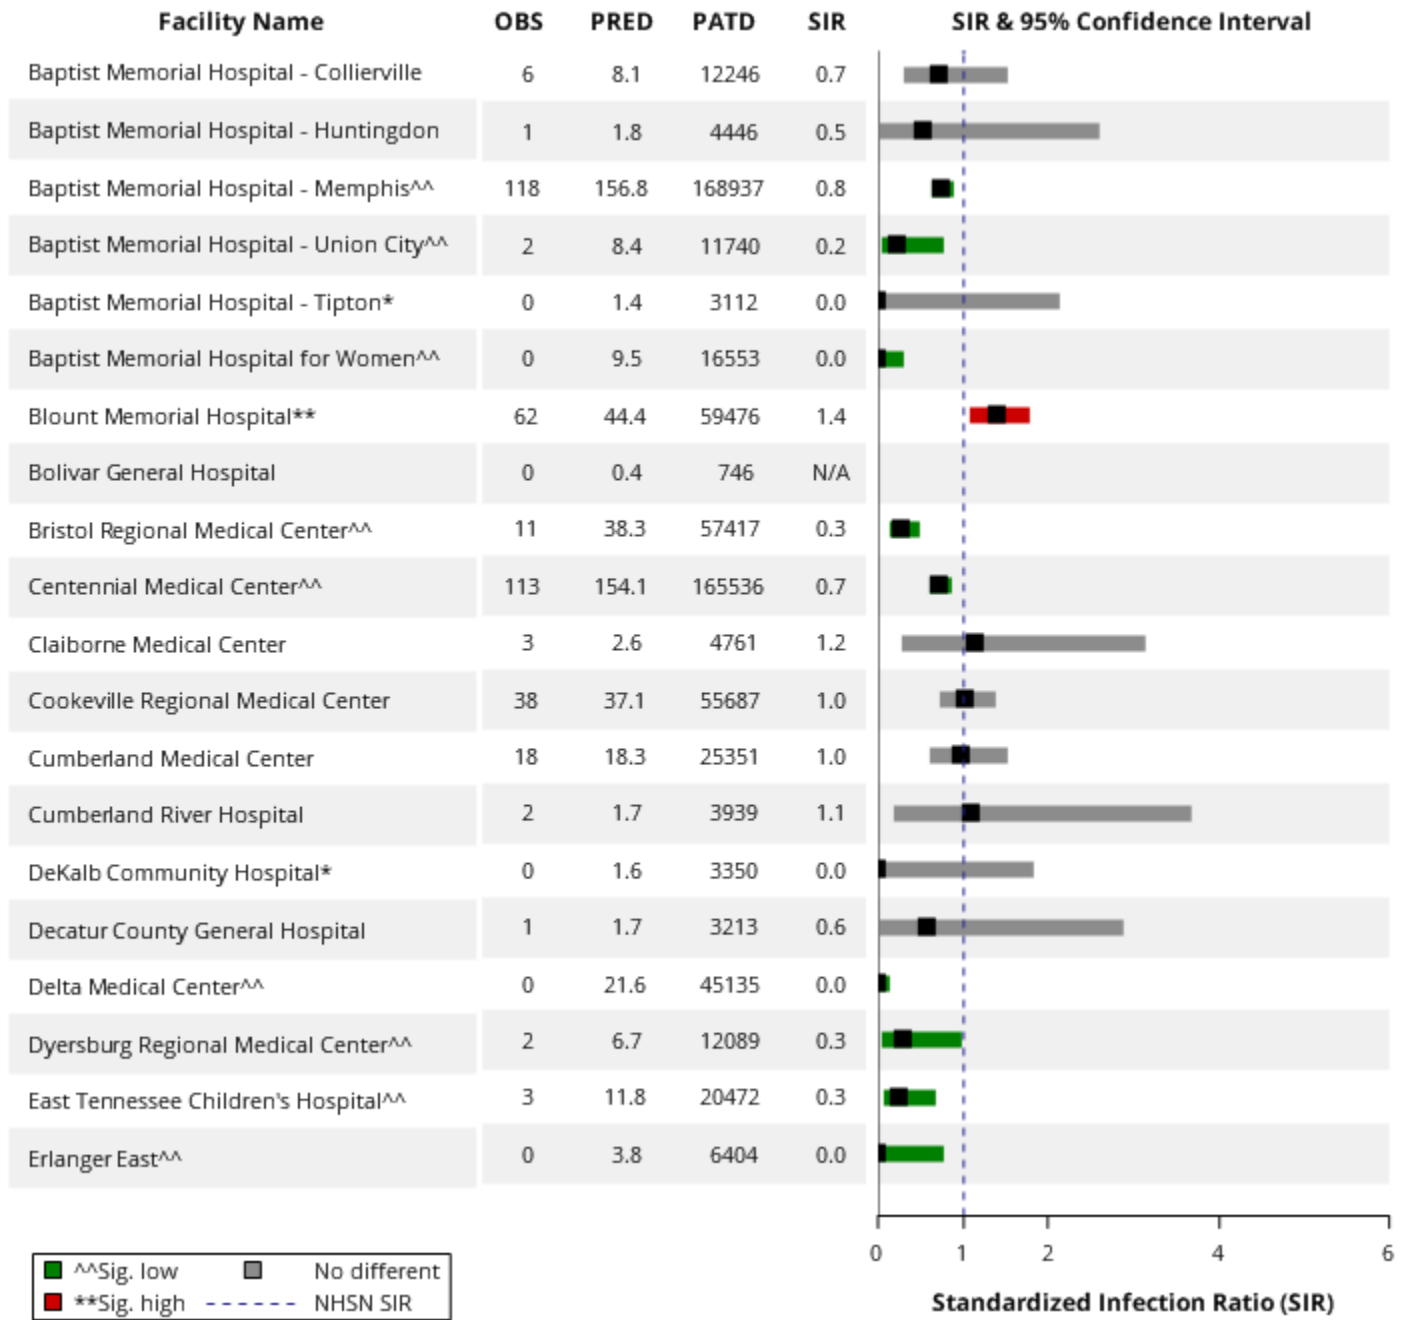 Facility Name OBS PRED PATD SIR SIR & 95% Confidence Interval
Baptist Memorial Hospital - Collierville 6 8.1 12246 0.7
Baptist Memorial Hospital - Huntingdon 1 1.8 4446 0.5
Baptist Memorial Hospital - Memphis^^ 118 156.8 168937 0.8
Baptist Memorial Hospital - Union City^^ 2 8.4 11740 0.2
Baptist Memorial Hospital - Tipton* 0 1.4 3112 0.0
Baptist Memorial Hospital for Women^^ 0 9.5 16553 0.0
Blount Memorial Hospital** 62 44.4 59476 1.4
Bolivar General Hospital 0 0.4 746 N/A
Bristol Regional Medical Center^^ 11 38.3 57417 0.3
Centennial Medical Center^^ 113 154.1 165536 0.7
Claiborne Medical Center 3 2.6 4761 1.2
Cookeville Regional Medical Center 38 37.1 55687 1.0
Cumberland Medical Center 18 18.3 25351 1.0
Cumberland River Hospital 2 1.7 3939 1.1
DeKalb Community Hospital* 0 1.6 3350 0.0
Decatur County General Hospital 1 1.7 3213 0.6
Delta Medical Center^^ 0 21.6 45135 0.0
Dyersburg Regional Medical Center^^ 2 6.7 12089 0.3
East Tennessee Children's Hospital^^ 3 11.8 20472 0.3
Erlanger East^^ 0 3.8 6404 0.0
0 1 2 4 6
^^Sig. low No different
**Sig. high NHSN SIR
Standardized Infection Ratio (SIR)